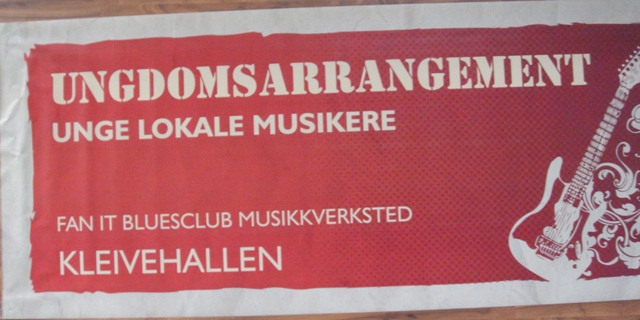 UNGDOMSARRANGEMENT
UNGE LOKALE MUSIKERE
FAN IT BLUESCLUB MUSIKKVERKSTED
KLEIVEHALLEN